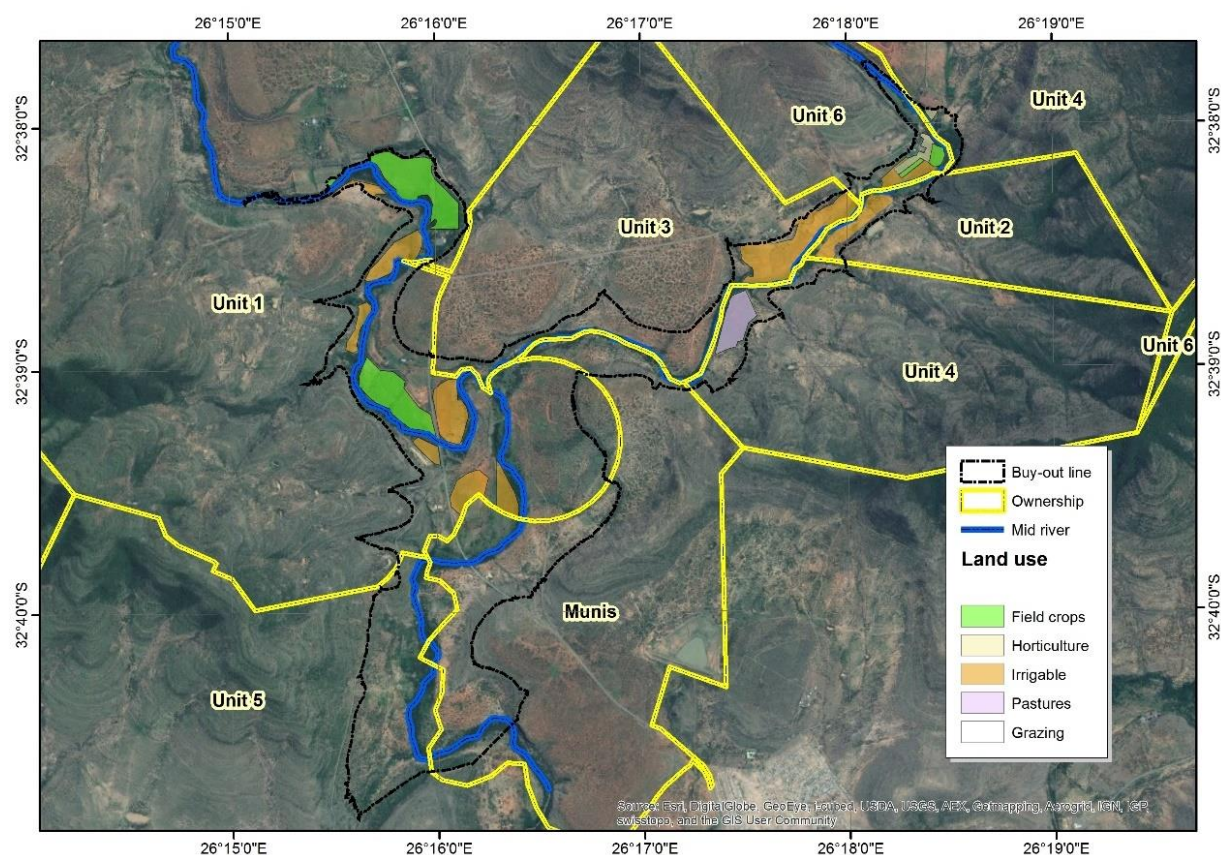 26°15'0"E
26°16'0"E
26°17'0"E
26°18'0"E
26°19'0"E
32°38'0"S
32°38'0"S
Unit 6
Unit 4
Unit 3
Unit 2
Unit 1
Unit 6
Unit 4
32°39'0"S
32°39'0"S
Buy-out line
Ownership
Mid river
Land use
Field crops
Horticulture
Irrigable
Pastures
Grazing
Munis
32°40'0"S
32°40'0"S
Unit 5
Source: Esri, DigitalGlobe, GeoEye, i-cubed, USDA, USGS, AEX, Getmapping, Aerogrid, IGN, IGP,
swisstopo, and the GIS User Community
26°15'0"E
26°16'0"E
26°17'0"E
26°18'0"E
26°19'0"E